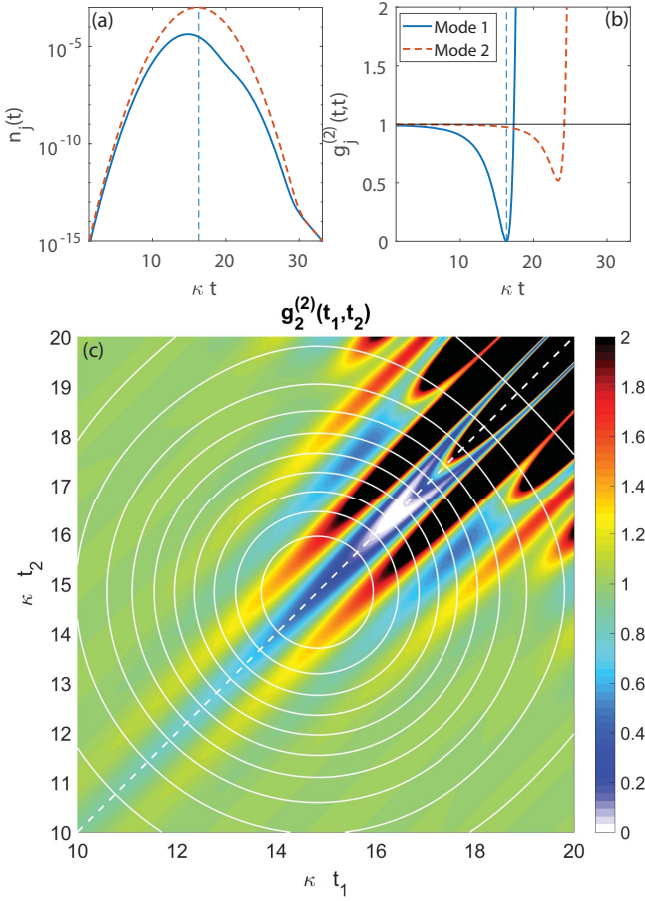 (a)
n_j(t)
10^-5
10^-10
10^-15
10 20 30
κ t
(b)
Mode 1
Mode 2
g_j^(2)(t,t)
2
1.5
1
0.5
0
10 20 30
κ t
g_2^(2)(t_1,t_2)
(c)
κ t_2
20
19
18
17
16
15
14
13
12
11
10
10 12 14 16 18 20
κ t_1
2
1.8
1.6
1.4
1.2
1
0.8
0.6
0.4
0.2
0